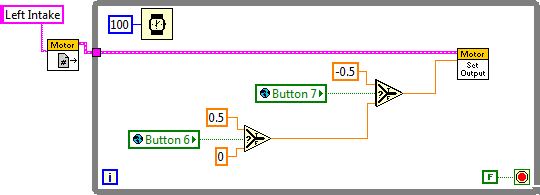 Left Intake
100
Motor
#
Motor
Set
Output
-0.5
Button 7
T
F
?
0.5
Button 6
T
F
?
0
i
F